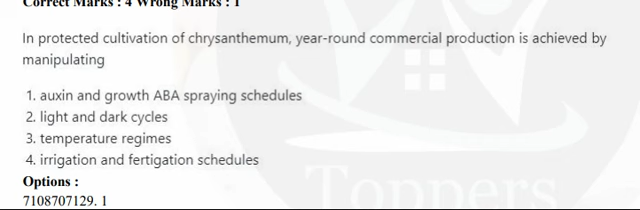 Correct Marks : 4 Wrong Marks : 1
In protected cultivation of chrysanthemum, year-round commercial production is achieved by
manipulating
1. auxin and growth ABA spraying schedules
2. light and dark cycles
3. temperature regimes
4. irrigation and fertigation schedules
Toppers
Options :
7108707129. 1